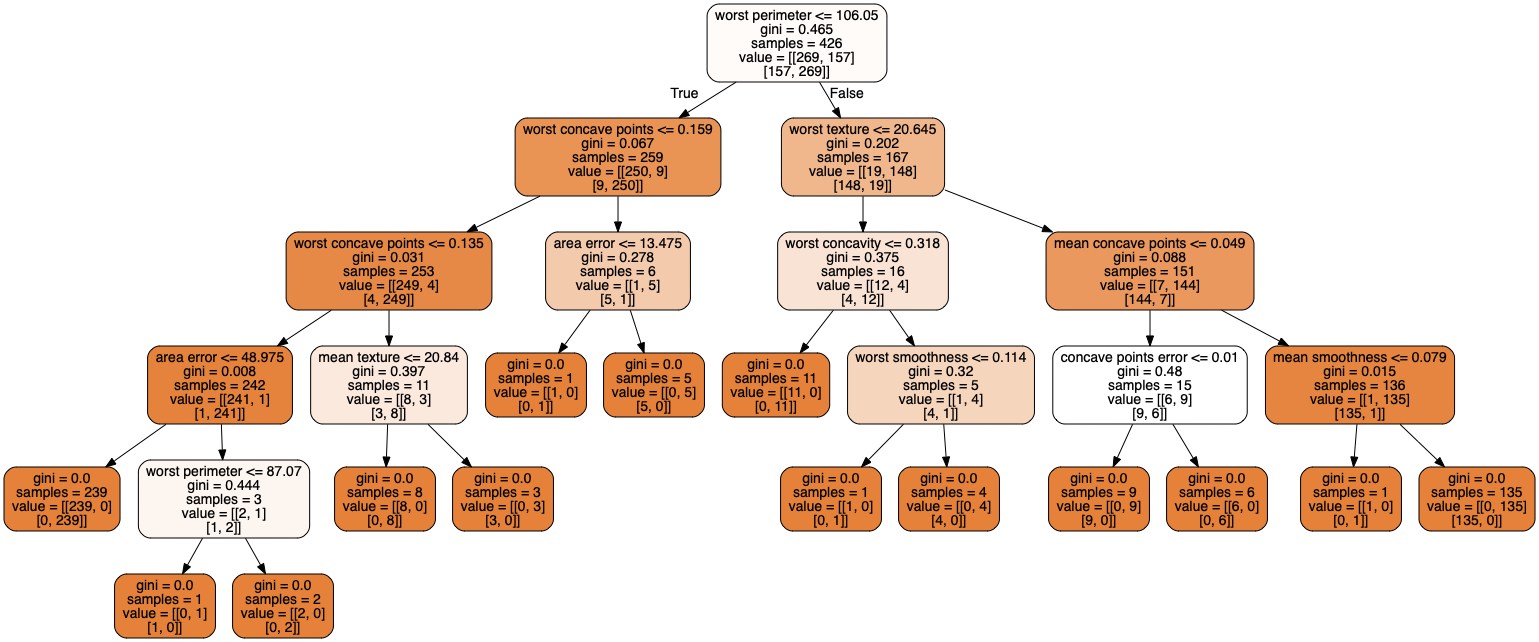 worst perimeter <= 106.05
gini = 0.465
samples = 426
value = [[269, 157]
[157, 269]]
True
False
worst concave points <= 0.159
gini = 0.067
samples = 259
value = [[250, 9]
[9, 250]]
worst texture <= 20.645
gini = 0.202
samples = 167
value = [[19, 148]
[148, 19]]
worst concave points <= 0.135
gini = 0.031
samples = 253
value = [[249, 4]
[4, 249]]
area error <= 13.475
gini = 0.278
samples = 6
value = [[1, 5]
[5, 1]]
worst concavity <= 0.318
gini = 0.375
samples = 16
value = [[12, 4]
[4, 12]]
mean concave points <= 0.049
gini = 0.088
samples = 151
value = [[7, 144]
[144, 7]]
area error <= 48.975
gini = 0.008
samples = 242
value = [[241, 1]
[1, 241]]
mean texture <= 20.84
gini = 0.397
samples = 11
value = [[8, 3]
[3, 8]]
gini = 0.0
samples = 1
value = [[1, 0]
[0, 1]]
gini = 0.0
samples = 5
value = [[0, 5]
[5, 0]]
gini = 0.0
samples = 11
value = [[11, 0]
[0, 11]]
worst smoothness <= 0.114
gini = 0.32
samples = 5
value = [[1, 4]
[4, 1]]
concave points error <= 0.01
gini = 0.48
samples = 15
value = [[6, 9]
[9, 6]]
mean smoothness <= 0.079
gini = 0.015
samples = 136
value = [[1, 135]
[135, 1]]
gini = 0.0
samples = 239
value = [[239, 0]
[0, 239]]
worst perimeter <= 87.07
gini = 0.444
samples = 3
value = [[2, 1]
[1, 2]]
gini = 0.0
samples = 8
value = [[8, 0]
[0, 8]]
gini = 0.0
samples = 3
value = [[0, 3]
[3, 0]]
gini = 0.0
samples = 1
value = [[1, 0]
[0, 1]]
gini = 0.0
samples = 4
value = [[0, 4]
[4, 0]]
gini = 0.0
samples = 9
value = [[0, 9]
[9, 0]]
gini = 0.0
samples = 6
value = [[6, 0]
[0, 6]]
gini = 0.0
samples = 1
value = [[1, 0]
[0, 1]]
gini = 0.0
samples = 135
value = [[0, 135]
[135, 0]]
gini = 0.0
samples = 1
value = [[0, 1]
[1, 0]]
gini = 0.0
samples = 2
value = [[2, 0]
[0, 2]]